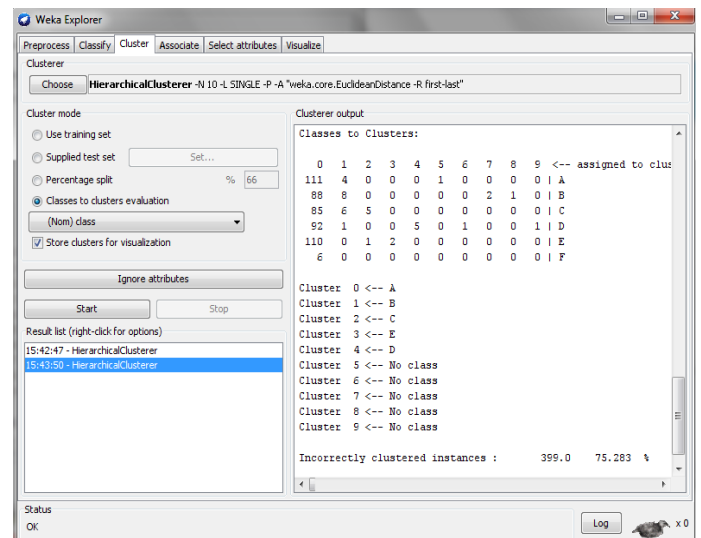 Weka Explorer
Preprocess Classify Cluster Associate Select attributes Visualize
Clusterer
Choose HierarchicalClusterer -N 10 -L SINGLE -P -A "weka.core.EuclideanDistance -R first-last"
Cluster mode
Use training set
Supplied test set Set...
Percentage split % 66
Classes to clusters evaluation
(Nom) class
Store clusters for visualization
Ignore attributes
Start Stop
Result list (right-click for options)
15:42:47 - HierarchicalClusterer
15:43:50 - HierarchicalClusterer
Clusterer output
Classes to Clusters:
0 1 2 3 4 5 6 7 8 9 <-- assigned to clus
111 4 0 0 0 1 0 0 0 0 | A
88 8 0 0 0 0 0 2 1 0 | B
85 6 5 0 0 0 0 0 0 0 | C
92 1 0 0 5 0 1 0 0 1 | D
110 0 1 2 0 0 0 0 0 0 | E
6 0 0 0 0 0 0 0 0 0 | F
Cluster 0 <-- A
Cluster 1 <-- B
Cluster 2 <-- C
Cluster 3 <-- E
Cluster 4 <-- D
Cluster 5 <-- No class
Cluster 6 <-- No class
Cluster 7 <-- No class
Cluster 8 <-- No class
Cluster 9 <-- No class
Incorrectly clustered instances : 399.0 75.283 %
Status
OK
Log x 0